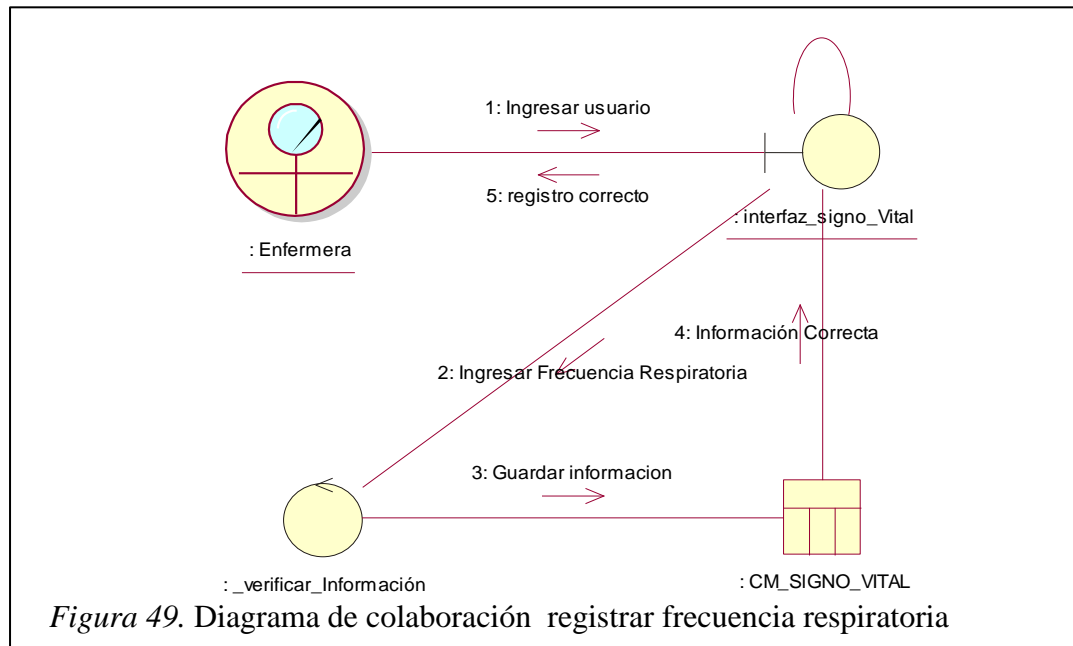 1: Ingresar usuario
5: registro correcto
: Enfermera
: interfaz_signo_Vital
4: Información Correcta
2: Ingresar Frecuencia Respiratoria
3: Guardar informacion
: _verificar_Información
: CM_SIGNO_VITAL
Figura 49. Diagrama de colaboración registrar frecuencia respiratoria